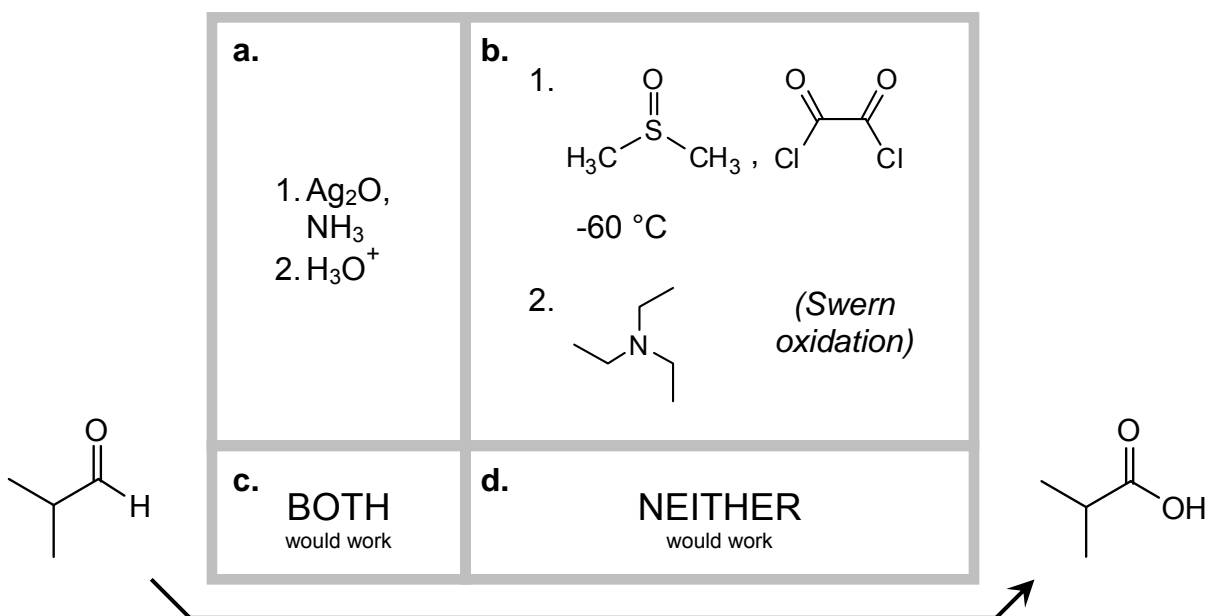 a.
1. Ag₂O,
NH₃
2. H₃O⁺
b.
1.
O
S
H₃C
CH₃ ,
O
O
Cl
Cl
-60 °C
2.
N
(Swern
oxidation)
c.
BOTH
would work
d.
NEITHER
would work
O
H
O
OH